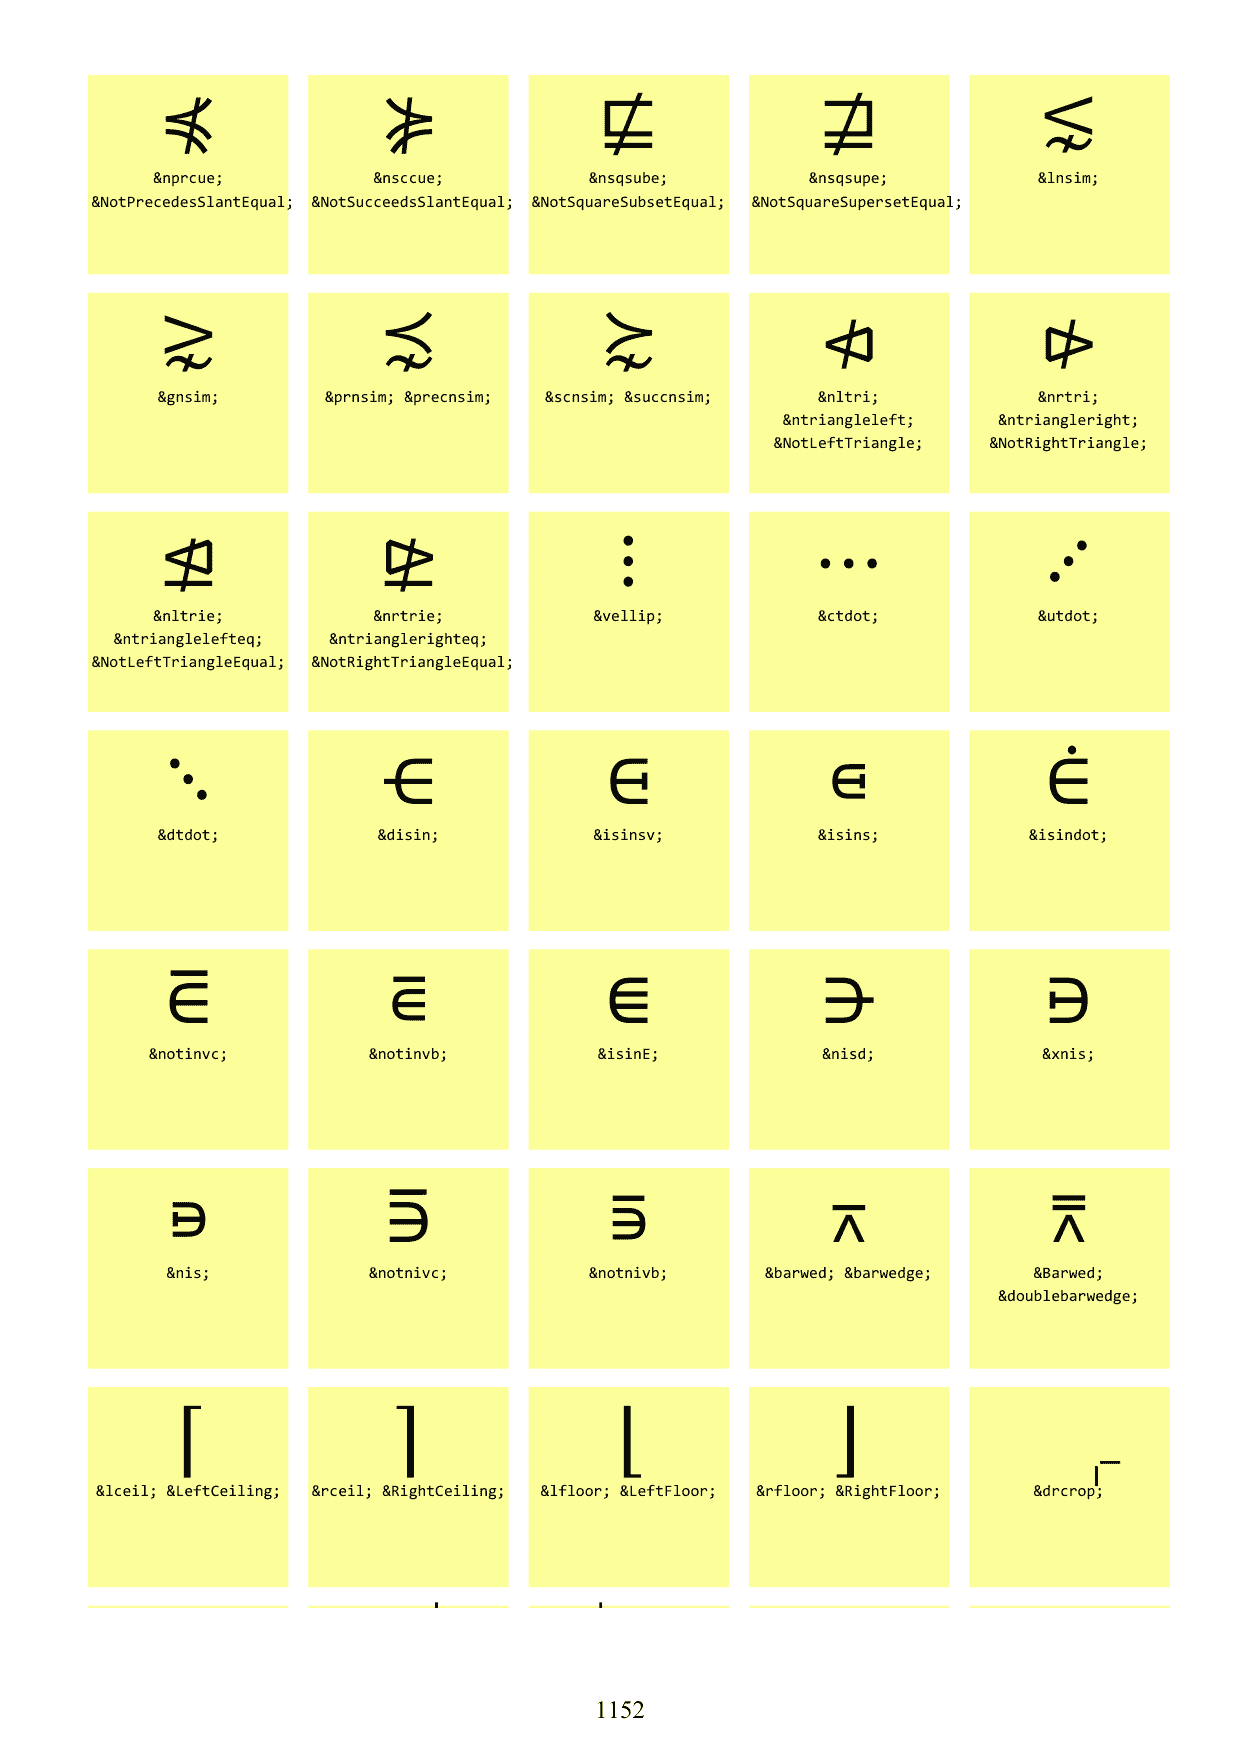 ⋠ ⋡ ⋢ ⋣ ⋦
&nprcue; &nsccue; &nsqsube; &nsqsupe; &lnsim;
&NotPrecedesSlantEqual; &NotSucceedsSlantEqual; &NotSquareSubsetEqual; &NotSquareSupersetEqual;
⋧ ⋨ ⋩ ⋪ ⋫
&gnsim; &prnsim; &precnsim; &scnsim; &succnsim; &nltri; &nrtri;
&ntriangleleft; &ntriangleright;
&NotLeftTriangle; &NotRightTriangle;
⋬ ⋭ ⋮ ⋯ ⋰
&nltrie; &nrtrie; &vellip; &ctdot; &utdot;
&ntrianglelefteq; &ntrianglerighteq;
&NotLeftTriangleEqual; &NotRightTriangleEqual;
⋱ ⋲ ⋳ ⋴ ⋵
&dtdot; &disin; &isinsv; &isins; &isindot;
⋶ ⋷ ⋹ ⋺ ⋻
&notinvc; &notinvb; &isinE; &nisd; &xnis;
⋼ ⋽ ⋾ ⌅ ⌆
&nis; &notnivc; &notnivb; &barwed; &barwedge; &Barwed;
&doublebarwedge;
⌈ ⌉ ⌊ ⌋ ⌌
&lceil; &LeftCeiling; &rceil; &RightCeiling; &lfloor; &LeftFloor; &rfloor; &RightFloor; &drcrop;
1152